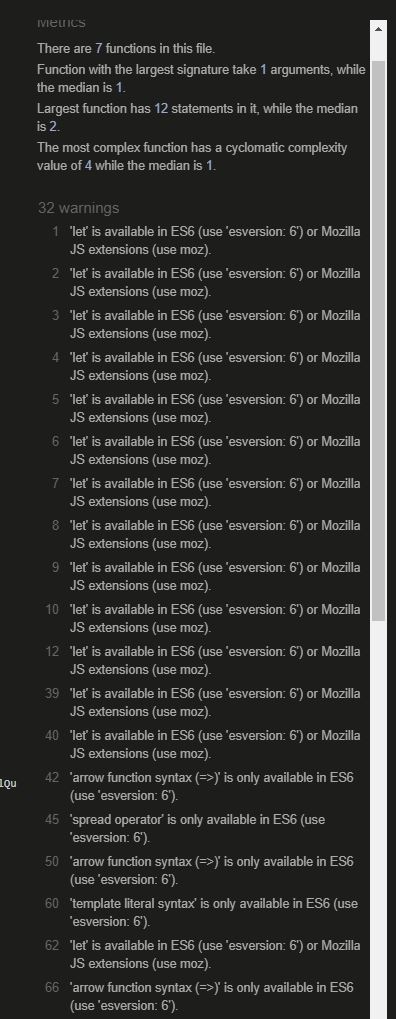 Metrics
There are 7 functions in this file.
Function with the largest signature take 1 arguments, while
the median is 1.
Largest function has 12 statements in it, while the median
is 2.
The most complex function has a cyclomatic complexity
value of 4 while the median is 1.
32 warnings
1 'let' is available in ES6 (use 'esversion: 6') or Mozilla
JS extensions (use moz).
2 'let' is available in ES6 (use 'esversion: 6') or Mozilla
JS extensions (use moz).
3 'let' is available in ES6 (use 'esversion: 6') or Mozilla
JS extensions (use moz).
4 'let' is available in ES6 (use 'esversion: 6') or Mozilla
JS extensions (use moz).
5 'let' is available in ES6 (use 'esversion: 6') or Mozilla
JS extensions (use moz).
6 'let' is available in ES6 (use 'esversion: 6') or Mozilla
JS extensions (use moz).
7 'let' is available in ES6 (use 'esversion: 6') or Mozilla
JS extensions (use moz).
8 'let' is available in ES6 (use 'esversion: 6') or Mozilla
JS extensions (use moz).
9 'let' is available in ES6 (use 'esversion: 6') or Mozilla
JS extensions (use moz).
10 'let' is available in ES6 (use 'esversion: 6') or Mozilla
JS extensions (use moz).
12 'let' is available in ES6 (use 'esversion: 6') or Mozilla
JS extensions (use moz).
39 'let' is available in ES6 (use 'esversion: 6') or Mozilla
JS extensions (use moz).
40 'let' is available in ES6 (use 'esversion: 6') or Mozilla
JS extensions (use moz).
42 'arrow function syntax (=>)' is only available in ES6
lQu
(use 'esversion: 6').
45 'spread operator' is only available in ES6 (use
'esversion: 6').
50 'arrow function syntax (=>)' is only available in ES6
(use 'esversion: 6').
60 'template literal syntax' is only available in ES6 (use
'esversion: 6').
62 'let' is available in ES6 (use 'esversion: 6') or Mozilla
JS extensions (use moz).
66 'arrow function syntax (=>)' is only available in ES6
(use 'esversion: 6').